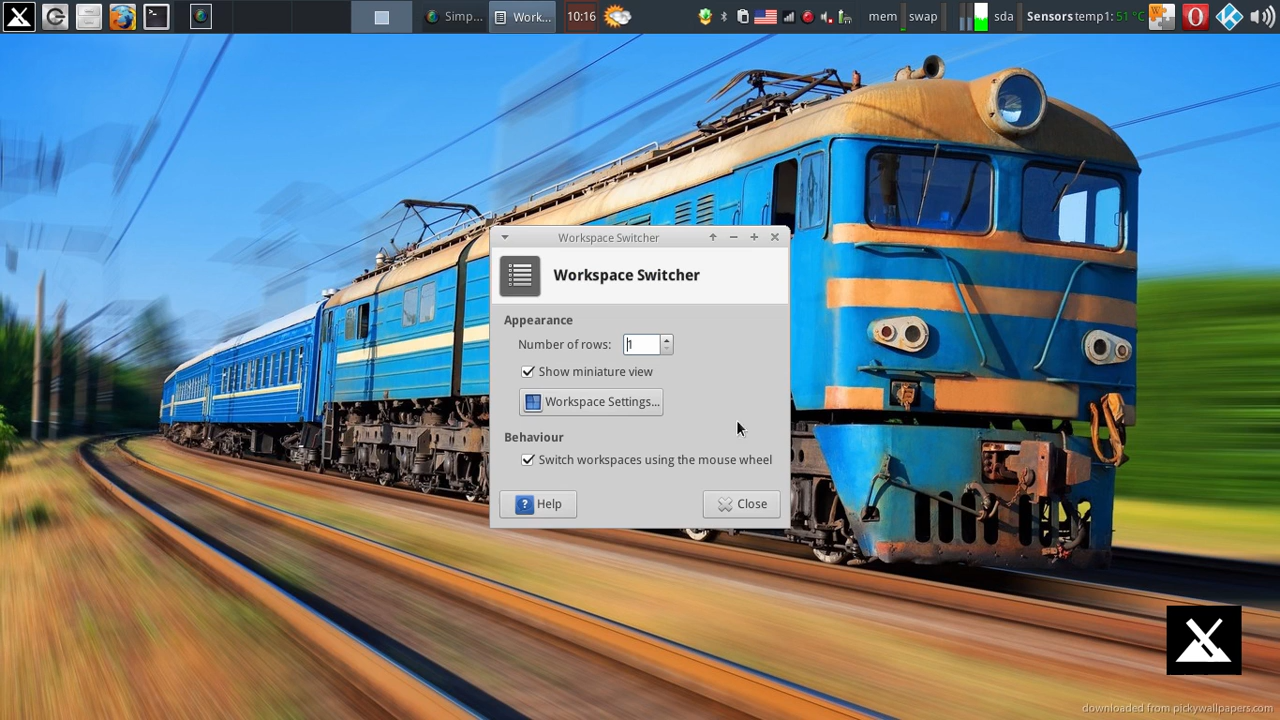 Simp... Work... 10:16 mem swap sda Sensors temp1: 51 °C
Workspace Switcher
Workspace Switcher
Appearance
Number of rows: 1
Show miniature view
Workspace Settings...
Behaviour
Switch workspaces using the mouse wheel
Help Close
downloaded from pickywallpapers.com